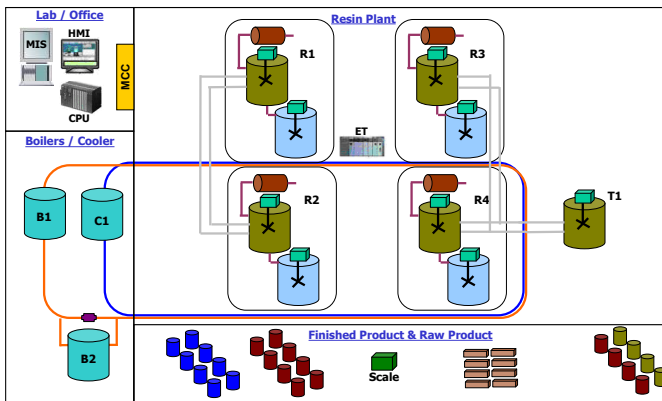 Lab / Office
MIS
HMI
CPU
MCC
Resin Plant
R1
R3
ET
Boilers / Cooler
B1
C1
R2
R4
T1
B2
Finished Product & Raw Product
Scale